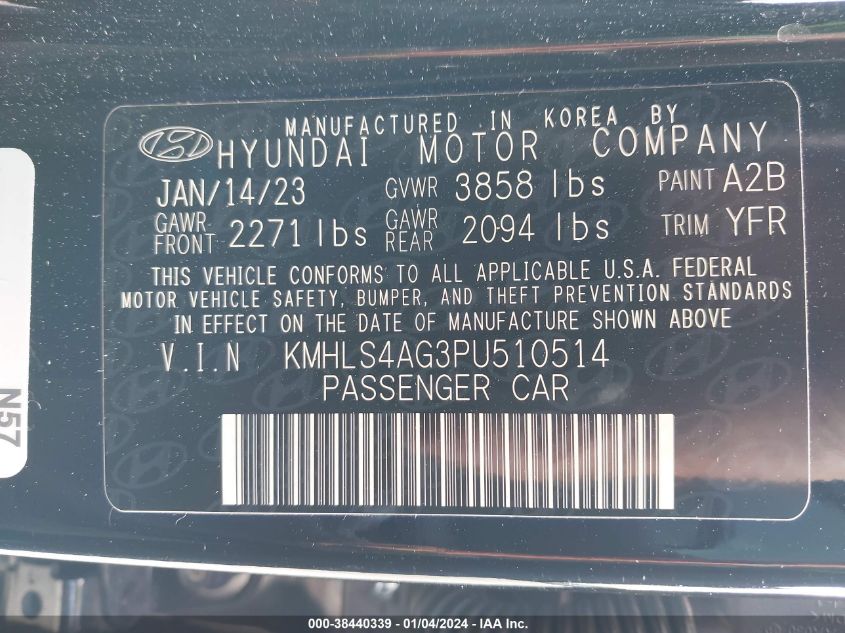 MANUFACTURED IN KOREA BY
HYUNDAI MOTOR COMPANY
JAN/14/23 GVWR 3858 lbs PAINT A2B
GAWR FRONT 2271 lbs GAWR REAR 2094 lbs TRIM YFR
THIS VEHICLE CONFORMS TO ALL APPLICABLE U.S.A. FEDERAL
MOTOR VEHICLE SAFETY, BUMPER, AND THEFT PREVENTION STANDARDS
IN EFFECT ON THE DATE OF MANUFACTURE SHOWN ABOVE
V.I.N KMHLS4AG3PU510514
PASSENGER CAR
N57
000-38440339 - 01/04/2024 - IAA Inc.